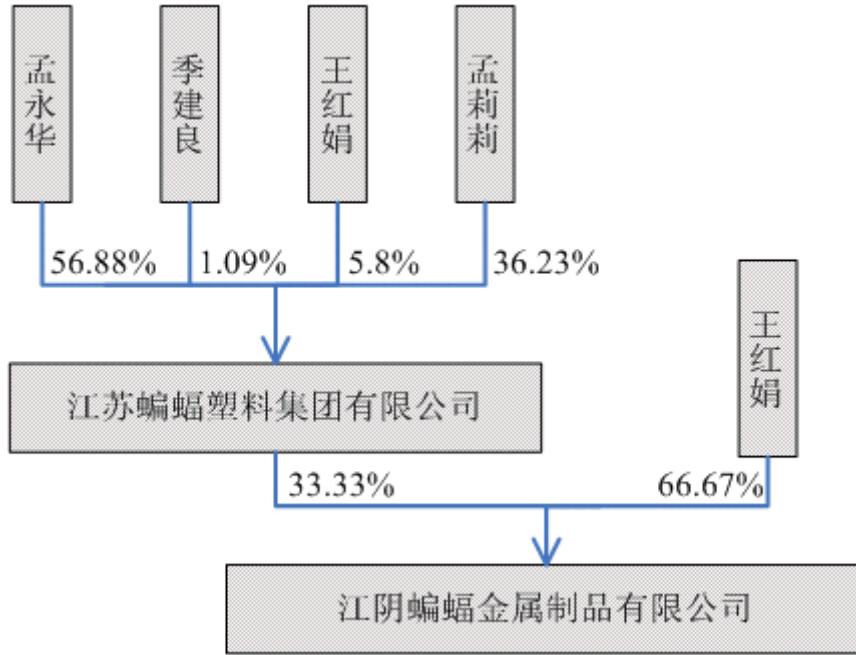 孟永华
季建良
王红娟
孟莉莉
56.88%
1.09%
5.8%
36.23%
王红娟
江苏蝙蝠塑料集团有限公司
33.33%
66.67%
江阴蝙蝠金属制品有限公司